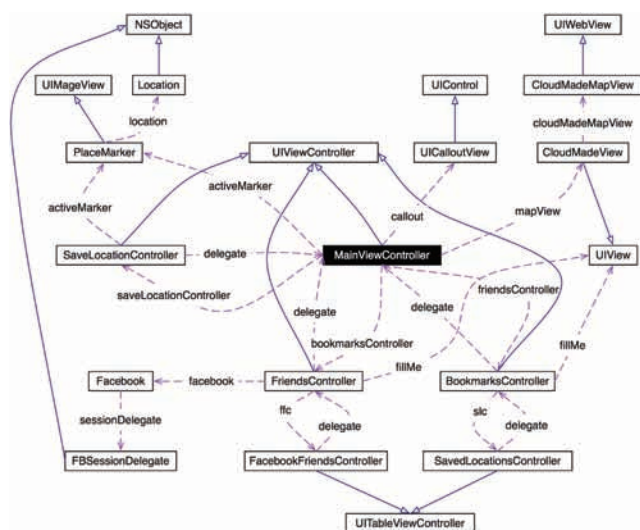 NSObject
UIWebView
UIMageView
Location
UIControl
CloudMadeMapView
location
cloudMadeMapView
PlaceMarker
UIViewController
UICalloutView
CloudMadeView
activeMarker
activeMarker
callout
mapView
SaveLocationController
delegate
MainViewController
UIView
saveLocationController
friendsController
delegate
delegate
bookmarksController
fillMe
fillMe
Facebook
facebook
FriendsController
BookmarksController
sessionDelegate
ffc
delegate
slc
delegate
FBSessionDelegate
FacebookFriendsController
SavedLocationsController
UITableViewController